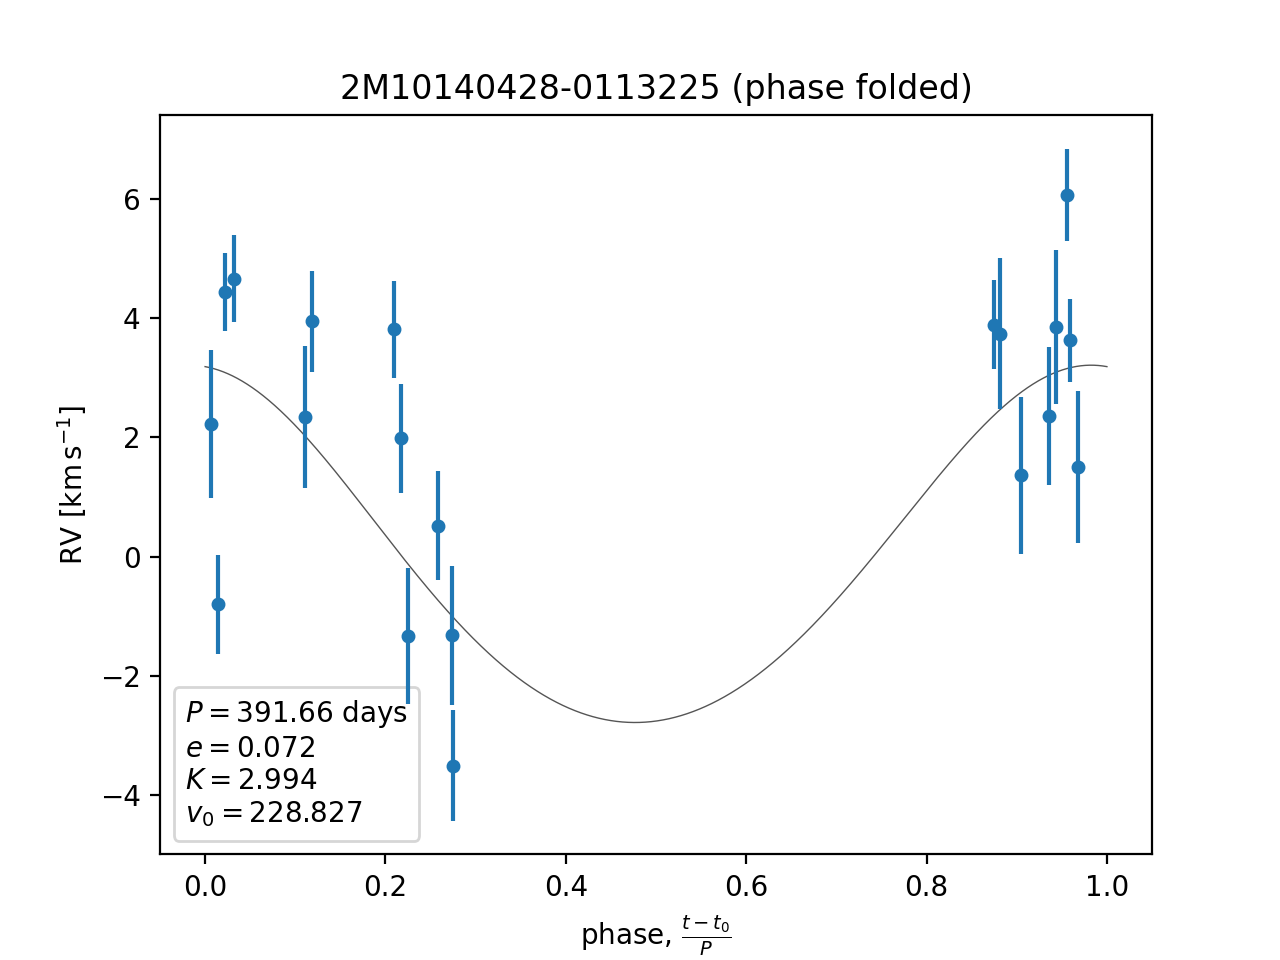 2M10140428-0113225 (phase folded)
6
4
2
0
−2
−4
RV [km s⁻¹]
P = 391.66 days
e = 0.072
K = 2.994
v₀ = 228.827
0.0 0.2 0.4 0.6 0.8 1.0
phase, (t − t₀)/P